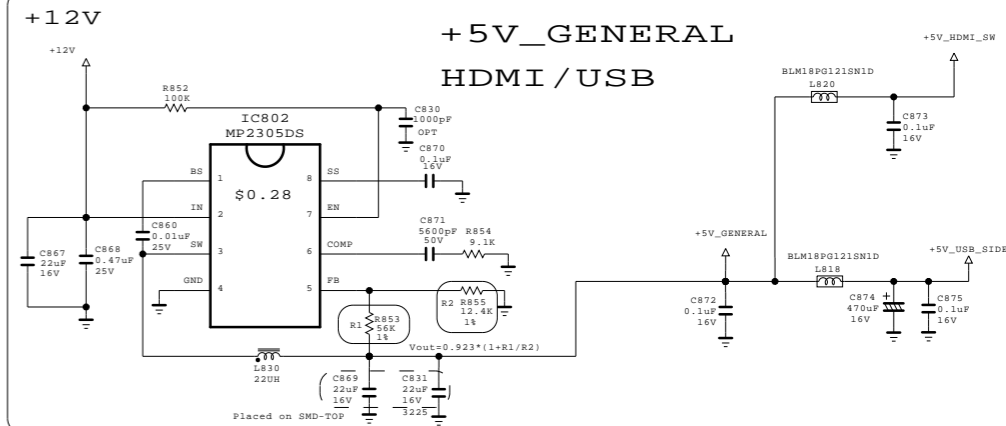 +12V
+5V_GENERAL
HDMI/USB
+12V
R852
100K
IC802
MP2305DS
$0.28
BS
IN
SW
GND
1
2
3
4
8
7
6
5
SS
EN
COMP
FB
C830
1000pF
OPT
C870
0.1uF
16V
C871
5600pF
50V
R854
9.1K
C867
22uF
16V
C868
0.47uF
25V
C860
0.01uF
25V
R1
R853
56K
1%
R2
R855
12.4K
1%
Vout=0.923*(1+R1/R2)
L830
22UH
C869
22uF
16V
C831
22uF
16V
3225
Placed on SMD-TOP
+5V_GENERAL
C872
0.1uF
16V
BLM18PG121SN1D
L820
+5V_HDMI_SW
C873
0.1uF
16V
BLM18PG121SN1D
L818
+5V_USB_SIDE
C874
470uF
16V
+
C875
0.1uF
16V